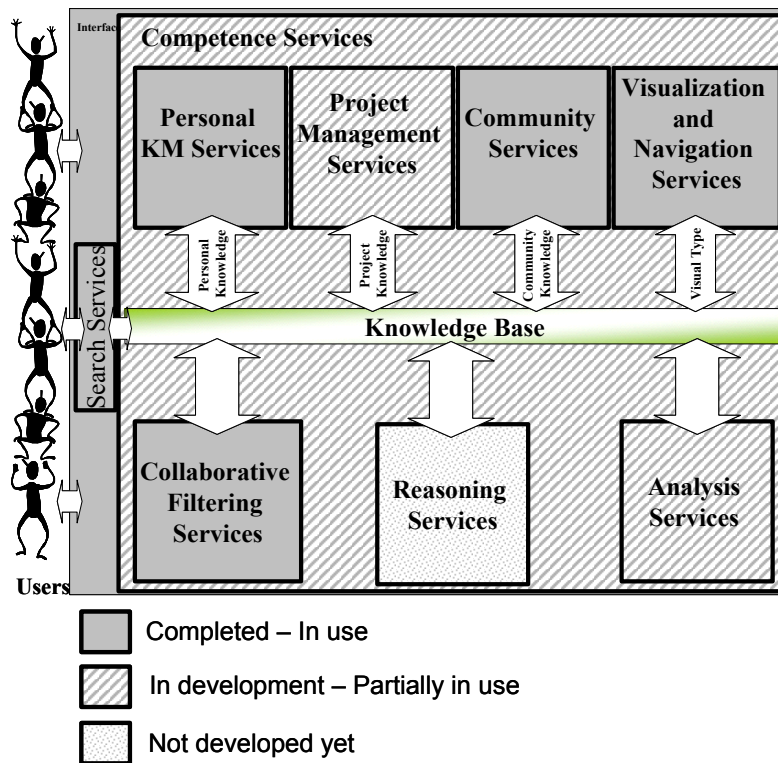 Interfac
Competence Services
Personal
KM Services
Project
Management
Services
Community
Services
Visualization
and
Navigation
Services
Personal
Knowledge
Project
Knowledge
Community
Knowledge
Visual Type
Search Services
Knowledge Base
Collaborative
Filtering
Services
Reasoning
Services
Analysis
Services
Users
Completed – In use
In development – Partially in use
Not developed yet